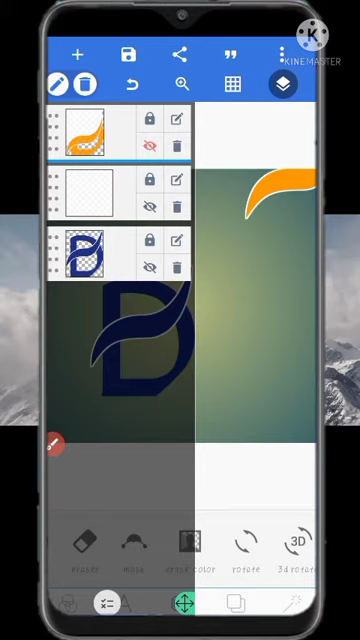 KINEMASTER
D
eraser
mask
erase color
rotate
3d rotate